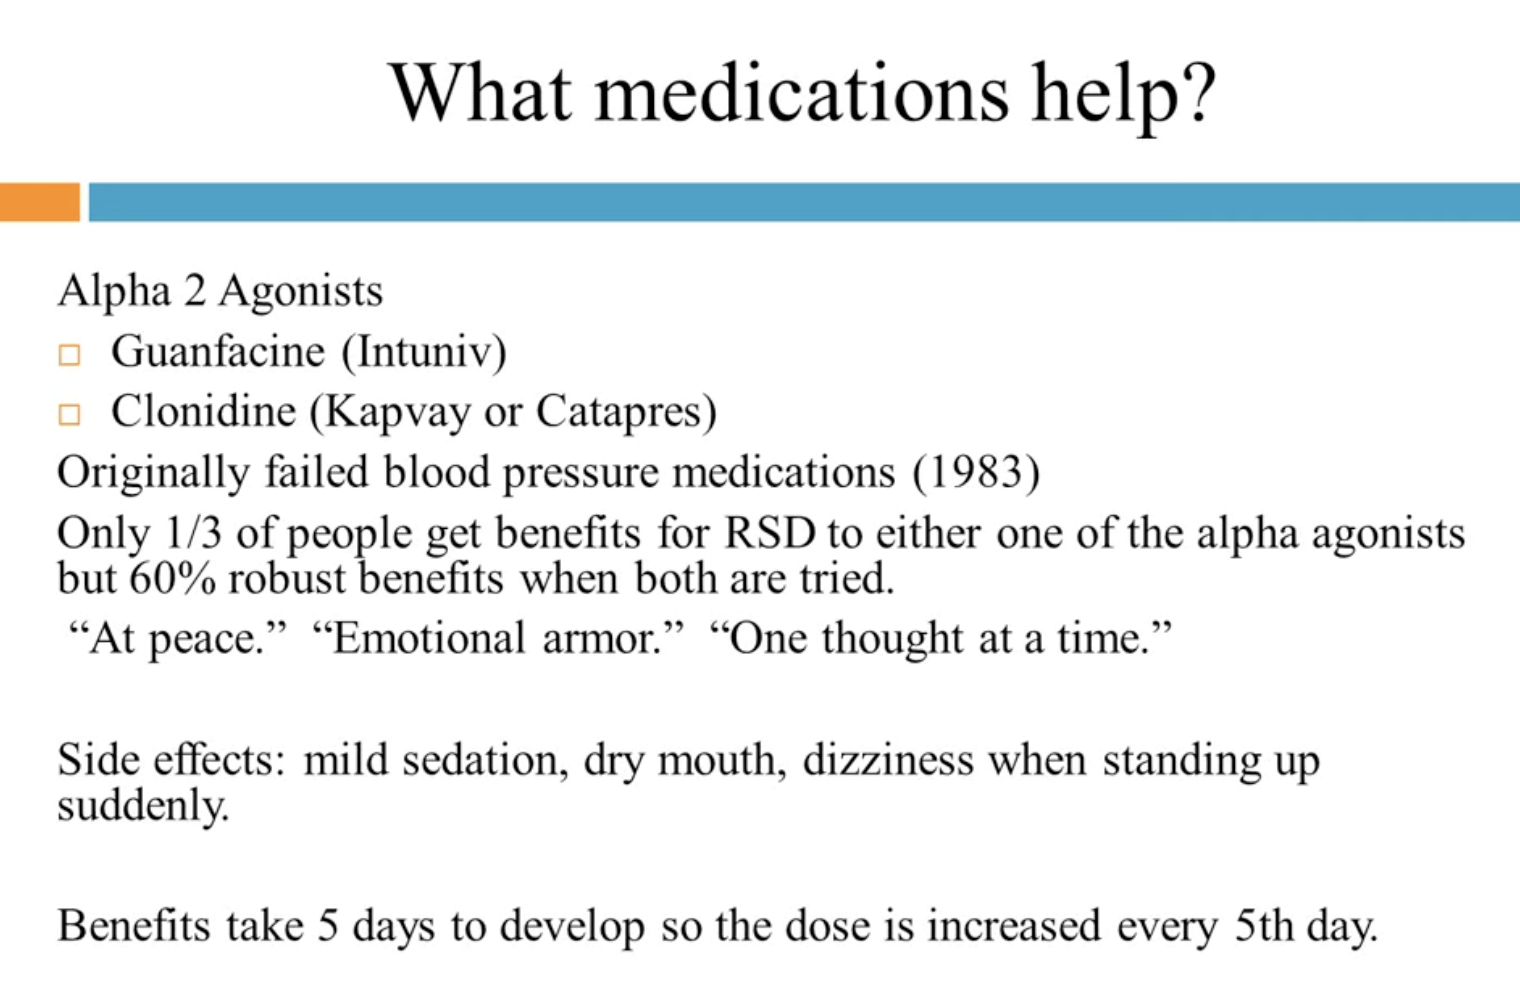 What medications help?
Alpha 2 Agonists
Guanfacine (Intuniv)
Clonidine (Kapvay or Catapres)
Originally failed blood pressure medications (1983)
Only 1/3 of people get benefits for RSD to either one of the alpha agonists
but 60% robust benefits when both are tried.
“At peace.” “Emotional armor.” “One thought at a time.”
Side effects: mild sedation, dry mouth, dizziness when standing up
suddenly.
Benefits take 5 days to develop so the dose is increased every 5th day.